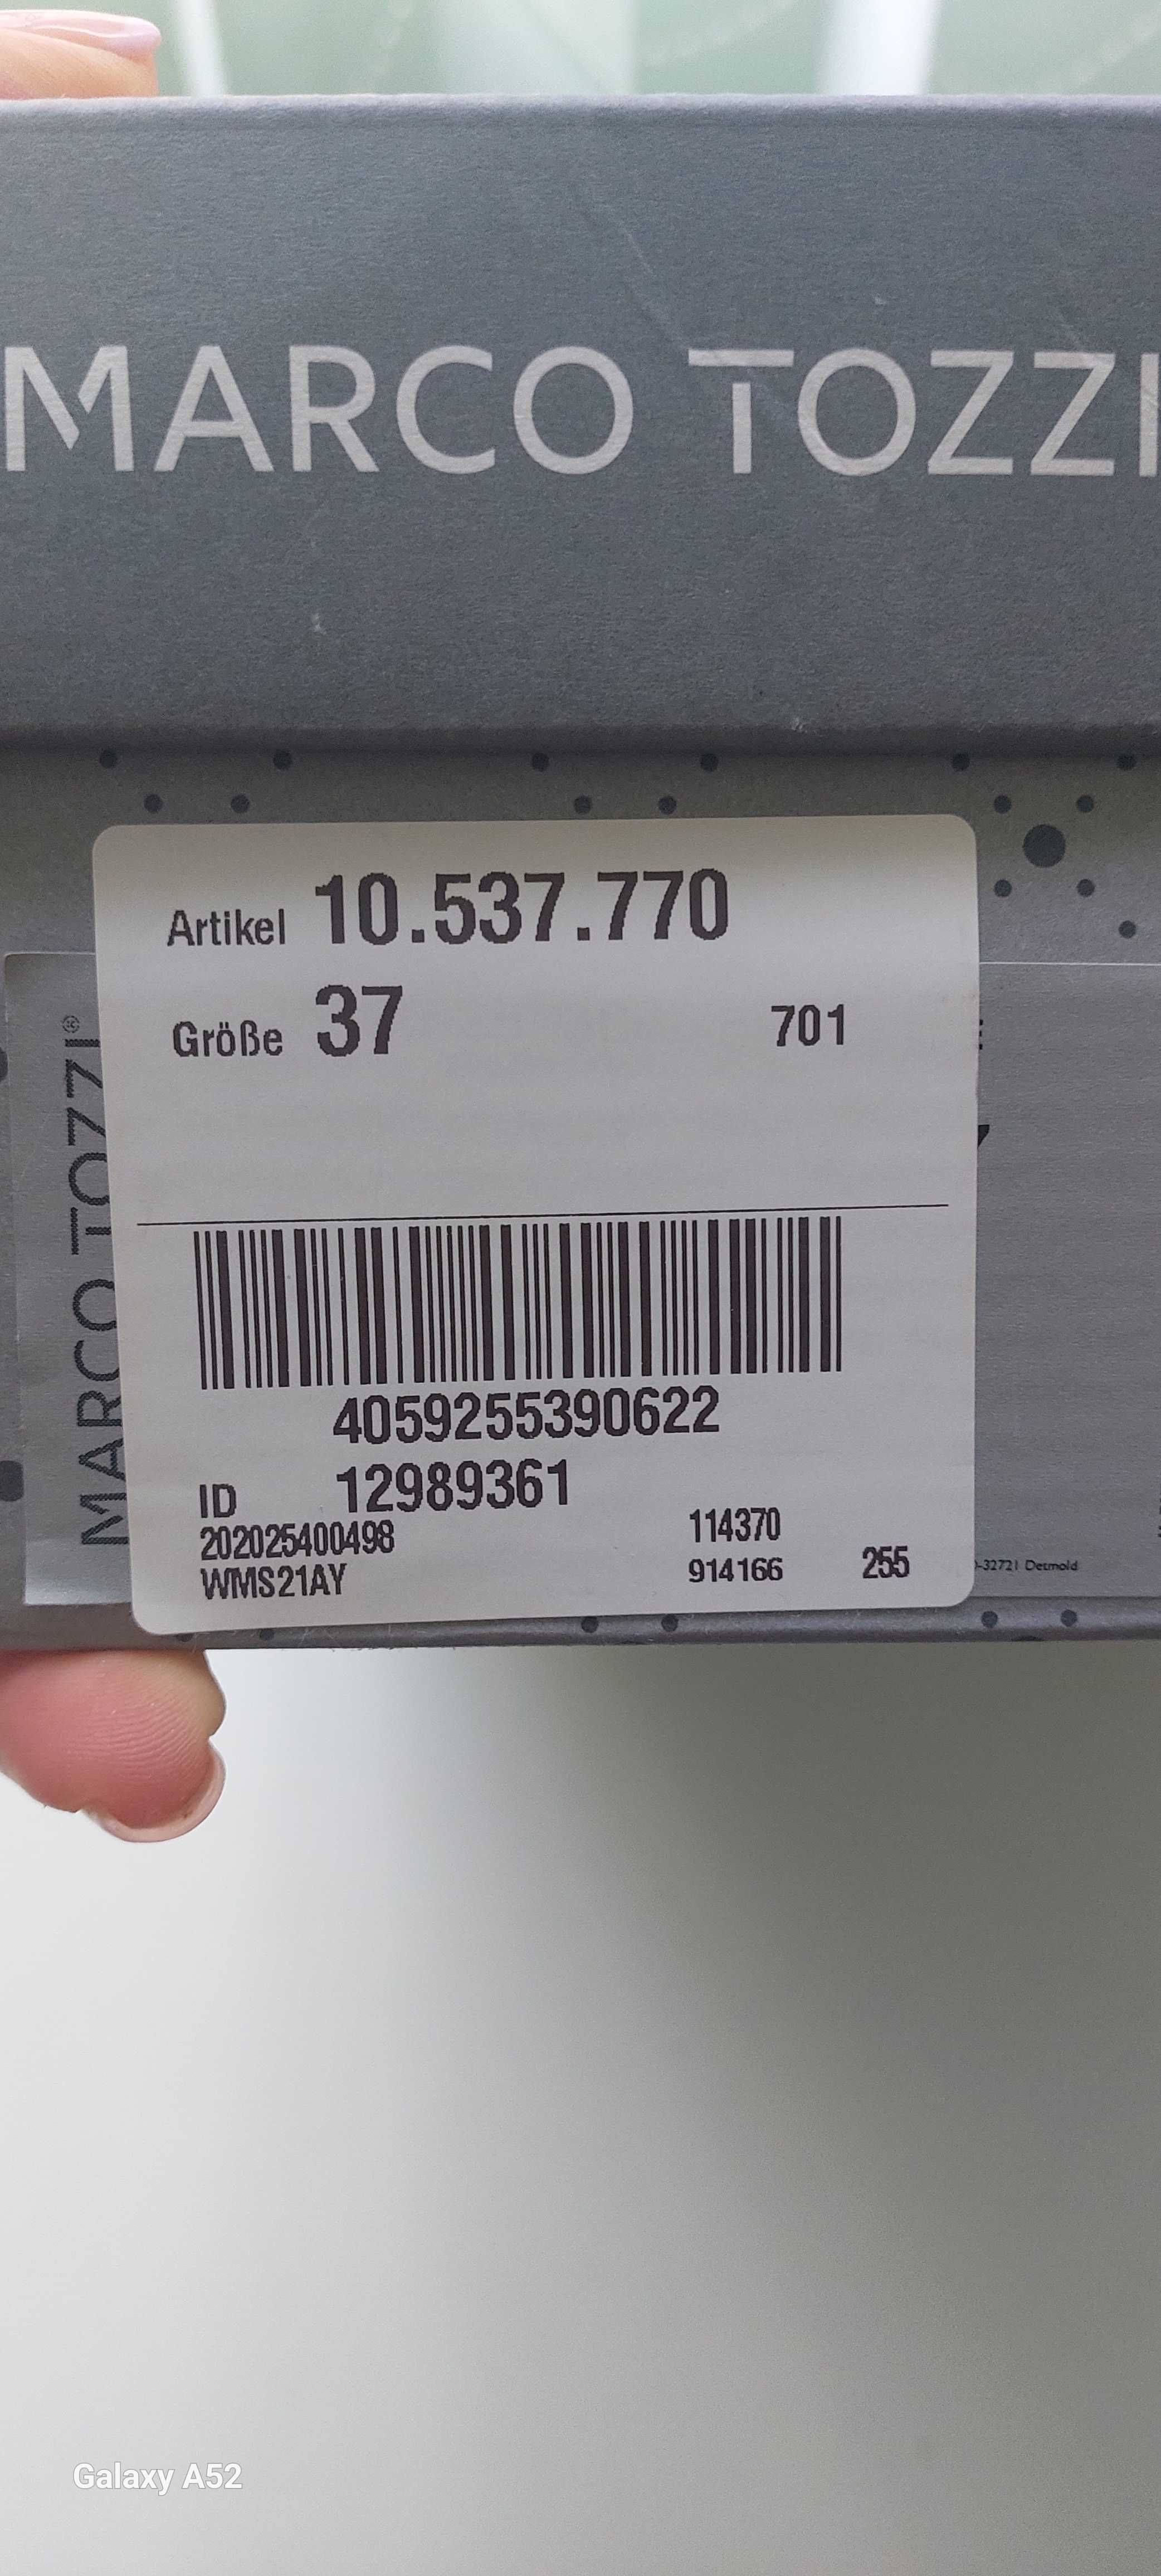 MARCO TOZZI
Artikel 10.537.770
Größe 37 701
MARCO TOZZI®
4059255390622
ID 12989361
202025400498 114370
WMS21AY 914166 255
-32721 Detmold
Galaxy A52